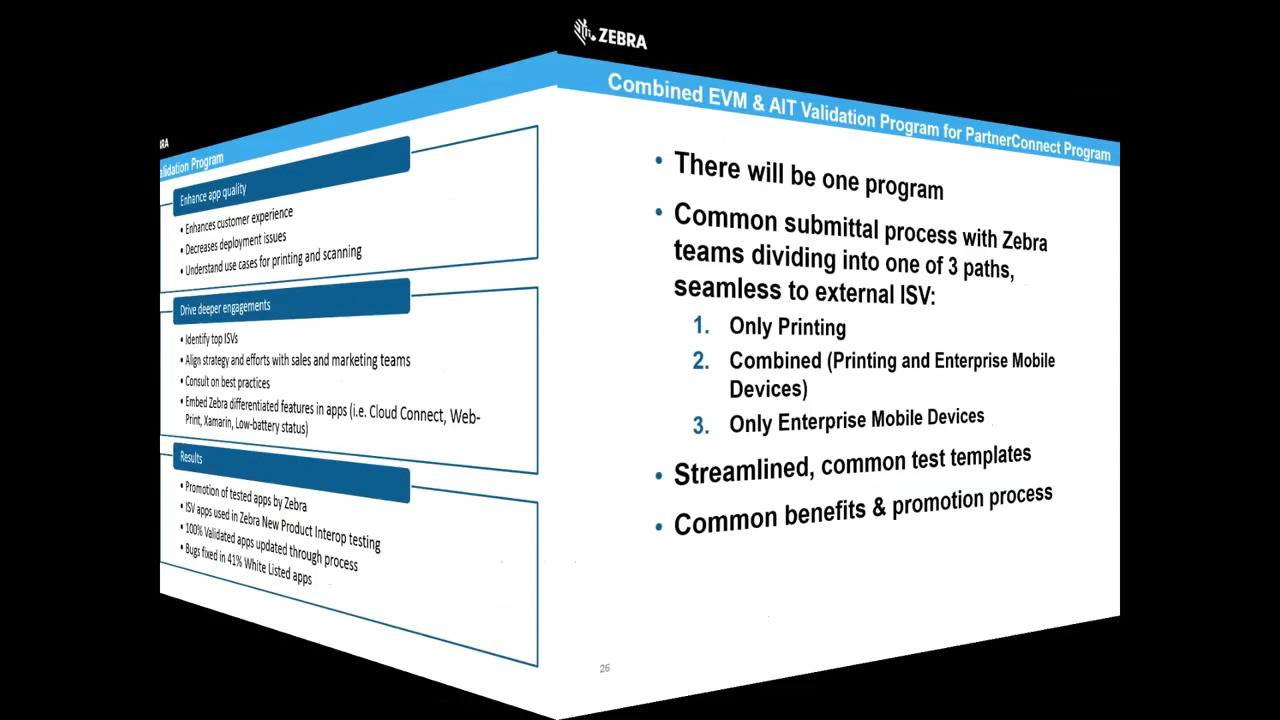 RA
alidation Program
Enhance app quality
• Enhances customer experience
• Decreases deployment issues
• Understand use cases for printing and scanning
Drive deeper engagements
• Identify top ISVs
• Align strategy and efforts with sales and marketing teams
• Consult on best practices
• Embed Zebra differentiated features in apps (i.e. Cloud Connect, Web-
Print, Xamarin, Low-battery status)
Results
• Promotion of tested apps by Zebra
• ISV apps used in Zebra New Product Interop testing
• 100% Validated apps updated through process
• Bugs fixed in 41% White Listed apps
ZEBRA
Combined EVM & AIT Validation Program for PartnerConnect Program
• There will be one program
• Common submittal process with Zebra
teams dividing into one of 3 paths,
seamless to external ISV:
1. Only Printing
2. Combined (Printing and Enterprise Mobile
Devices)
3. Only Enterprise Mobile Devices
• Streamlined, common test templates
• Common benefits & promotion process
26